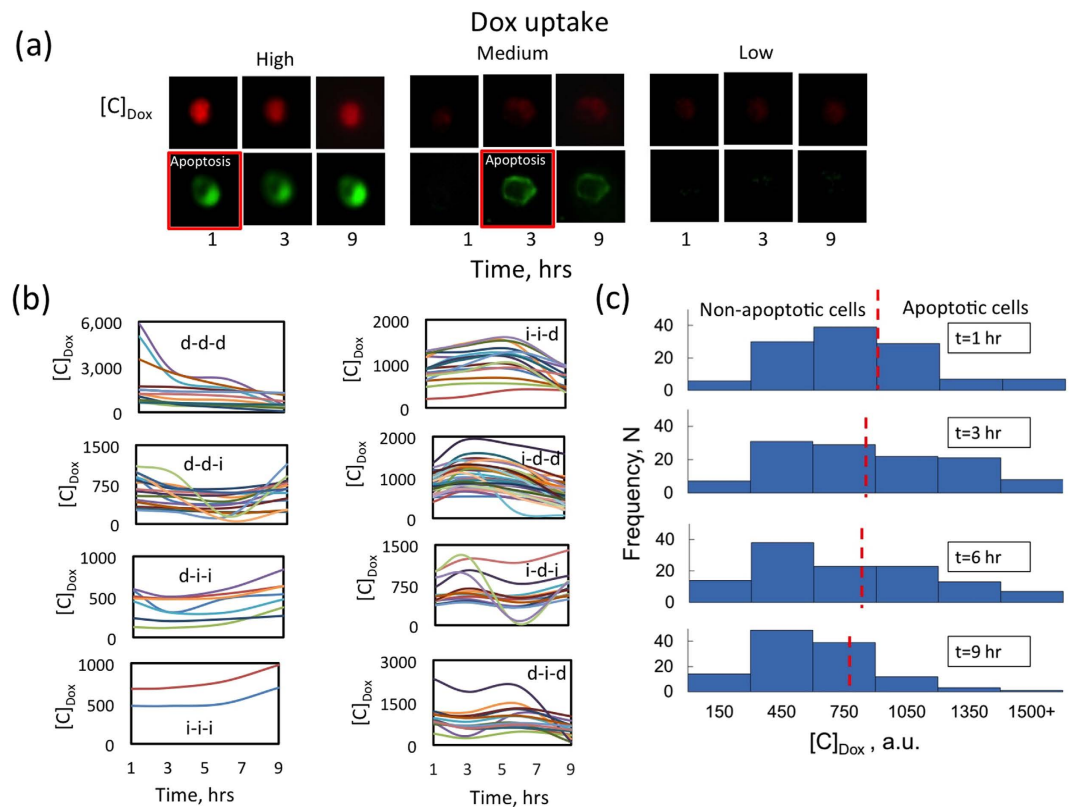 Dox uptake
(a)
High
Medium
Low
[C]Dox
Apoptosis
Apoptosis
1
3
9
1
3
9
1
3
9
Time, hrs
(b)
6,000
3,000
0
[C]Dox
d-d-d
2000
1000
0
[C]Dox
i-i-d
1500
750
0
[C]Dox
d-d-i
2000
1000
0
[C]Dox
i-d-d
1000
500
0
[C]Dox
d-i-i
1500
750
0
[C]Dox
i-d-i
1000
500
0
[C]Dox
i-i-i
3000
1500
0
[C]Dox
d-i-d
1 3 5 7 9
Time, hrs
1 3 5 7 9
Time, hrs
(c)
Non-apoptotic cells
Apoptotic cells
40
20
0
t=1 hr
40
20
0
t=3 hr
40
20
0
t=6 hr
40
20
0
t=9 hr
Frequency, N
150 450 750 1050 1350 1500+
[C]Dox , a.u.